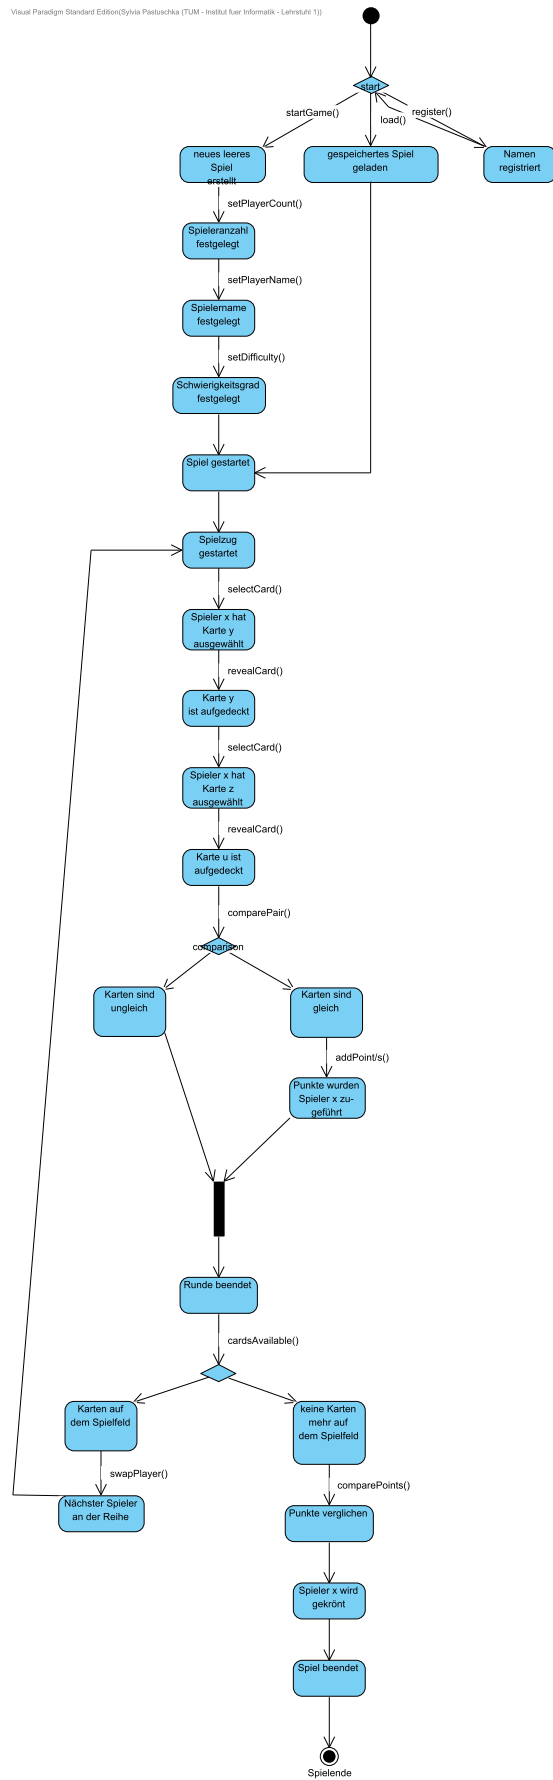 Visual Paradigm Standard Edition(Sylvia Pastuschka (TUM - Institut fuer Informatik - Lehrstuhl 1))
start
startGame()
load()
register()
neues leeres
Spiel
erstellt
gespeichertes Spiel
geladen
Namen
registriert
setPlayerCount()
Spieleranzahl
festgelegt
setPlayerName()
Spielername
festgelegt
setDifficulty()
Schwierigkeitsgrad
festgelegt
Spiel gestartet
Spielzug
gestartet
selectCard()
Spieler x hat
Karte y
ausgewählt
revealCard()
Karte y
ist aufgedeckt
selectCard()
Spieler x hat
Karte z
ausgewählt
revealCard()
Karte u ist
aufgedeckt
comparePair()
comparison
Karten sind
ungleich
Karten sind
gleich
addPoint/s()
Punkte wurden
Spieler x zu-
geführt
Runde beendet
cardsAvailable()
Karten auf
dem Spielfeld
keine Karten
mehr auf
dem Spielfeld
swapPlayer()
comparePoints()
Nächster Spieler
an der Reihe
Punkte verglichen
Spieler x wird
gekrönt
Spiel beendet
Spielende